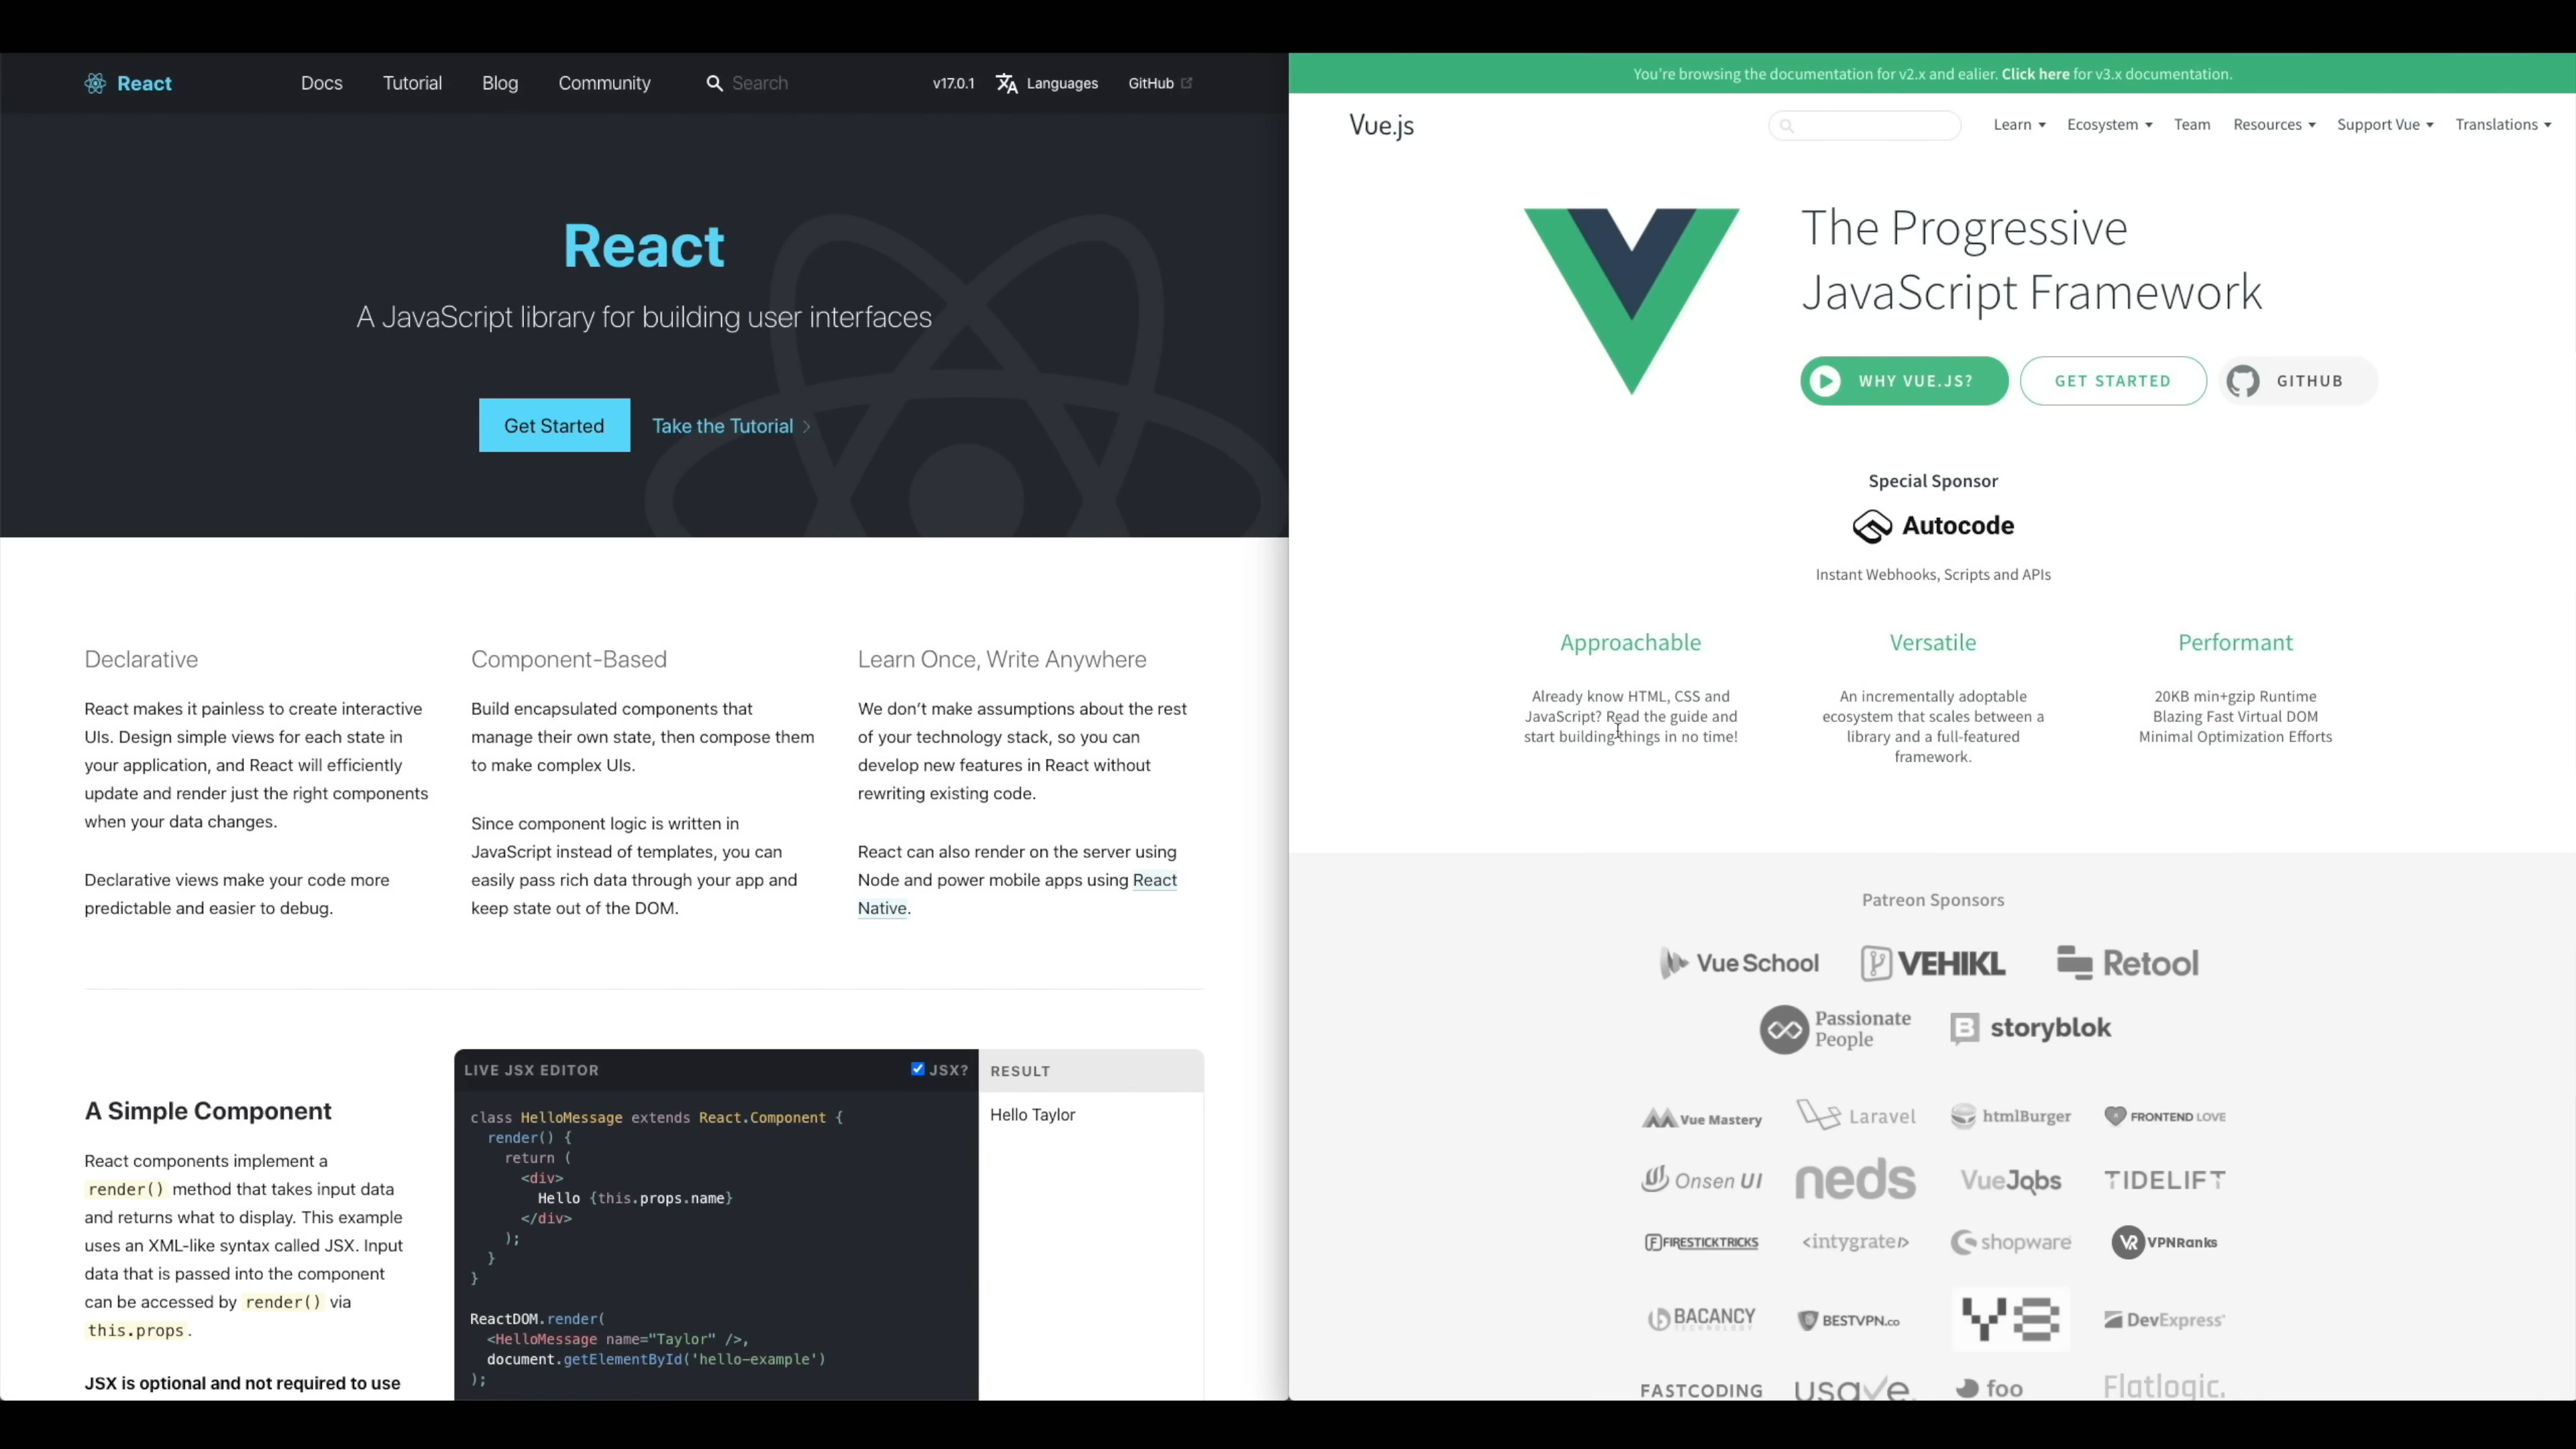 React
Docs
Tutorial
Blog
Community
Search
v17.0.1
Languages
GitHub
React
A JavaScript library for building user interfaces
Get Started
Take the Tutorial
Declarative
React makes it painless to create interactive
UIs. Design simple views for each state in
your application, and React will efficiently
update and render just the right components
when your data changes.
Declarative views make your code more
predictable and easier to debug.
Component-Based
Build encapsulated components that
manage their own state, then compose them
to make complex UIs.
Since component logic is written in
JavaScript instead of templates, you can
easily pass rich data through your app and
keep state out of the DOM.
Learn Once, Write Anywhere
We don't make assumptions about the rest
of your technology stack, so you can
develop new features in React without
rewriting existing code.
React can also render on the server using
Node and power mobile apps using React
Native.
A Simple Component
React components implement a
render() method that takes input data
and returns what to display. This example
uses an XML-like syntax called JSX. Input
data that is passed into the component
can be accessed by render() via
this.props.
JSX is optional and not required to use
LIVE JSX EDITOR
JSX?
class HelloMessage extends React.Component {
render() {
return (
<div>
Hello {this.props.name}
</div>
);
}
}
ReactDOM.render(
<HelloMessage name="Taylor" />,
document.getElementById('hello-example')
);
RESULT
Hello Taylor
You're browsing the documentation for v2.x and ealier. Click here for v3.x documentation.
Vue.js
Learn
Ecosystem
Team
Resources
Support Vue
Translations
The Progressive
JavaScript Framework
WHY VUE.JS?
GET STARTED
GITHUB
Special Sponsor
Autocode
Instant Webhooks, Scripts and APIs
Approachable
Already know HTML, CSS and
JavaScript? Read the guide and
start building things in no time!
Versatile
An incrementally adoptable
ecosystem that scales between a
library and a full-featured
framework.
Performant
20KB min+gzip Runtime
Blazing Fast Virtual DOM
Minimal Optimization Efforts
Patreon Sponsors
Vue School
VEHIKL
Retool
Passionate
People
storyblok
Vue Mastery
Laravel
htmlBurger
FRONTEND LOVE
Onsen UI
neds
VueJobs
TIDELIFT
FIRESTICKTRICKS
<intygrate/>
shopware
VR VPNRanks
BACANCY
TECHNOLOGY
BESTVPN.co
Y8
DevExpress
FASTCODING
usave.
foo
Flatlogic.